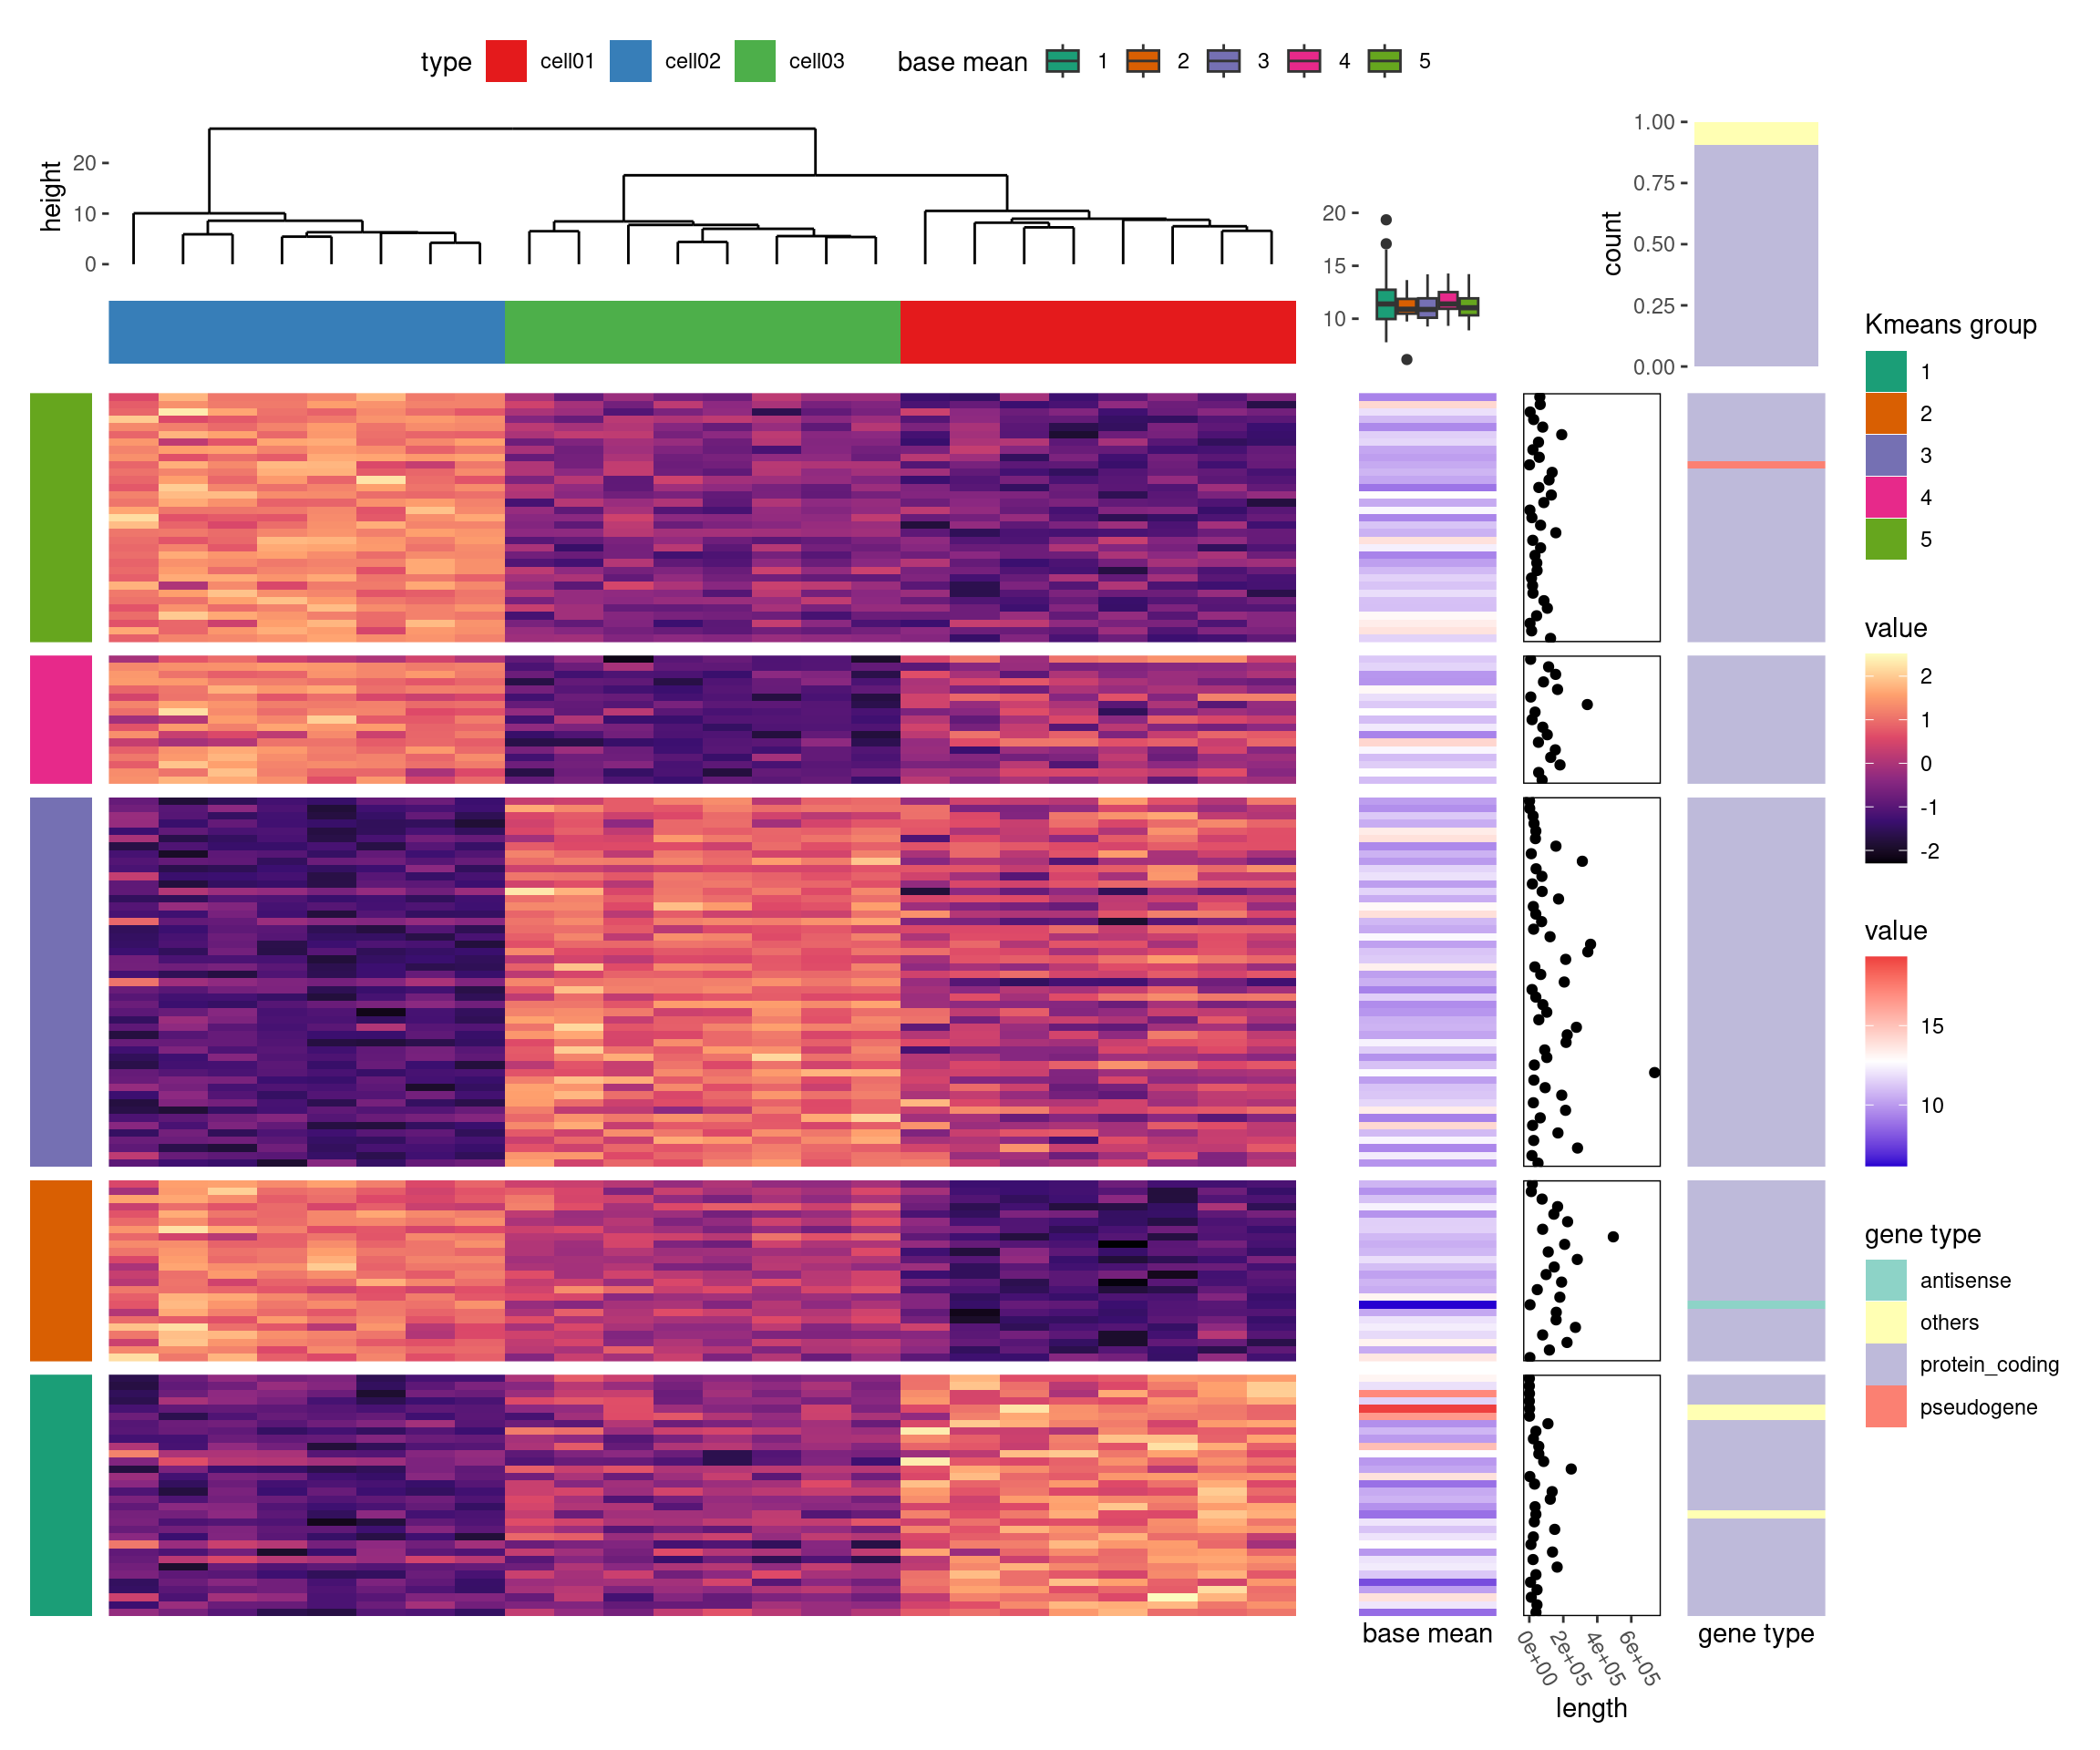 type cell01 cell02 cell03 base mean 1 2 3 4 5
height
20
10
0
20
15
10
count
1.00
0.75
0.50
0.25
0.00
Kmeans group
1
2
3
4
5
value
2
1
0
-1
-2
value
15
10
gene type
antisense
others
protein_coding
pseudogene
base mean
0e+00 2e+05 4e+05 6e+05
length
gene type